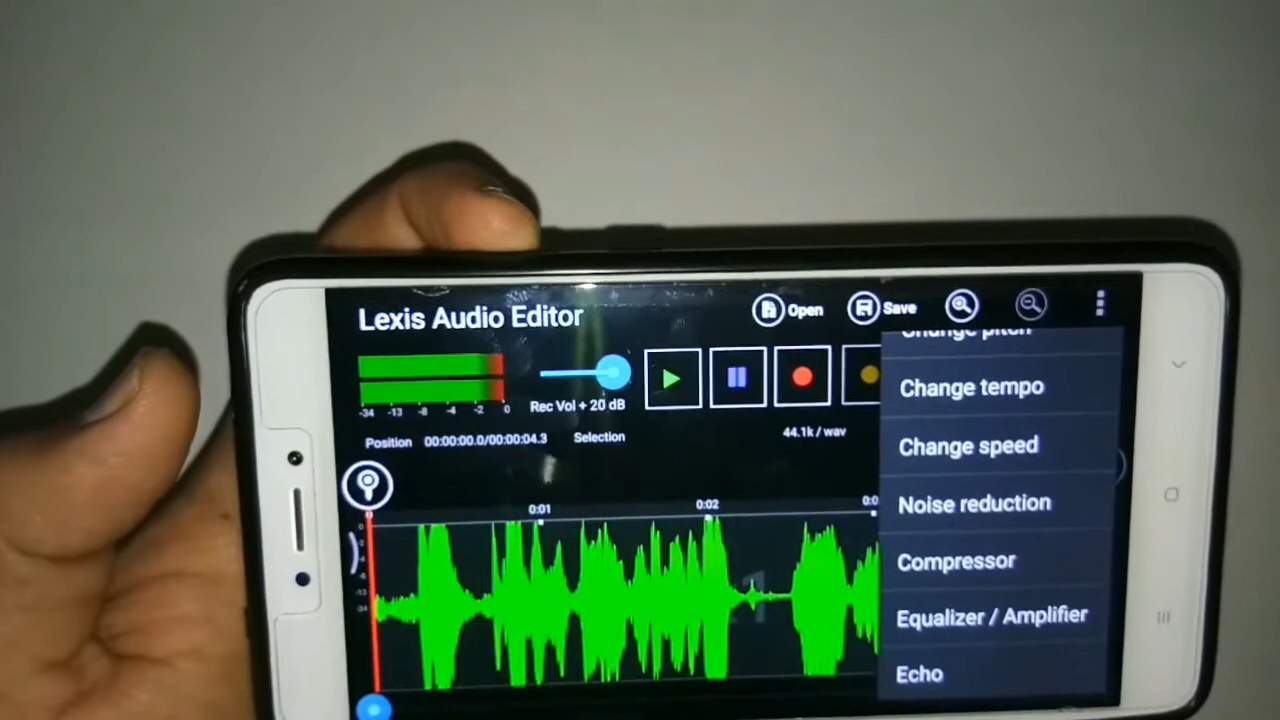 Lexis Audio Editor
Open
Save
Change pitch
-34 -13 -8 -4 -2 0
Rec Vol + 20 dB
Change tempo
Position 00:00:00.0/00:00:04.3 Selection
44.1k / wav
Change speed
0:01
0:02
Noise reduction
Compressor
Equalizer / Amplifier
Echo